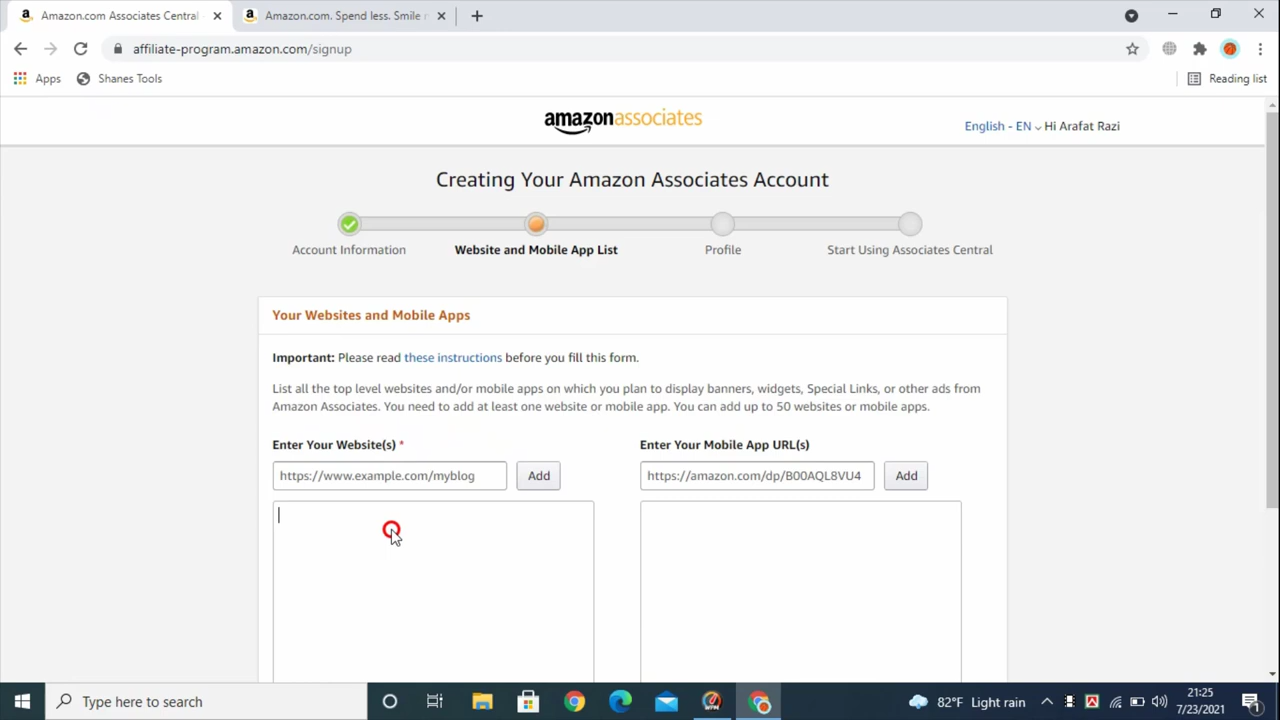 Amazon.com Associates Central
Amazon.com. Spend less. Smile
affiliate-program.amazon.com/signup
Apps
Shanes Tools
Reading list
amazonassociates
English - EN
Hi Arafat Razi
Creating Your Amazon Associates Account
Account Information
Website and Mobile App List
Profile
Start Using Associates Central
Your Websites and Mobile Apps
Important: Please read these instructions before you fill this form.
List all the top level websites and/or mobile apps on which you plan to display banners, widgets, Special Links, or other ads from
Amazon Associates. You need to add at least one website or mobile app. You can add up to 50 websites or mobile apps.
Enter Your Website(s) *
Enter Your Mobile App URL(s)
https://www.example.com/myblog
Add
https://amazon.com/dp/B00AQL8VU4
Add
Type here to search
WPM
82°F Light rain
21:25
7/23/2021
1